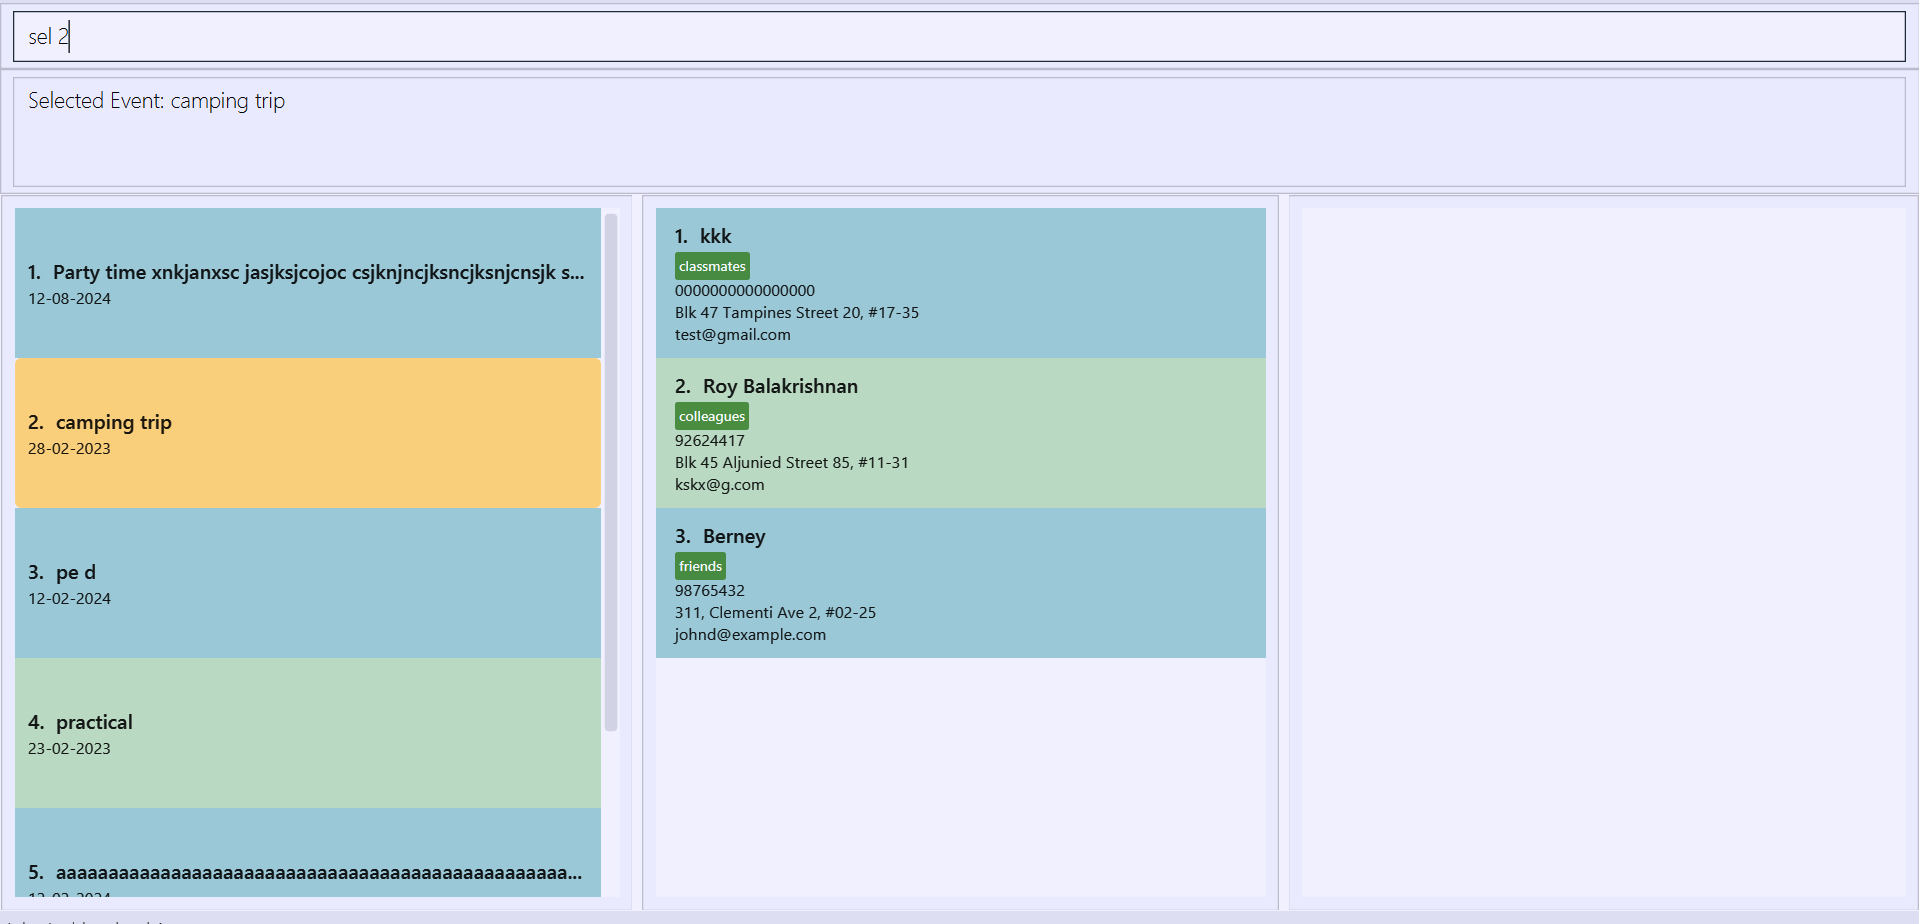 sel 2
Selected Event: camping trip
1. Party time xnkjanxsc jasjksjcojoc csjknjncjksncjksnjcnsjk s...
12-08-2024
2. camping trip
28-02-2023
3. pe d
12-02-2024
4. practical
23-02-2023
5. aaaaaaaaaaaaaaaaaaaaaaaaaaaaaaaaaaaaaaaaaaaaaaaaa...
1. kkk
classmates
0000000000000000
Blk 47 Tampines Street 20, #17-35
test@gmail.com
2. Roy Balakrishnan
colleagues
92624417
Blk 45 Aljunied Street 85, #11-31
kskx@g.com
3. Berney
friends
98765432
311, Clementi Ave 2, #02-25
johnd@example.com